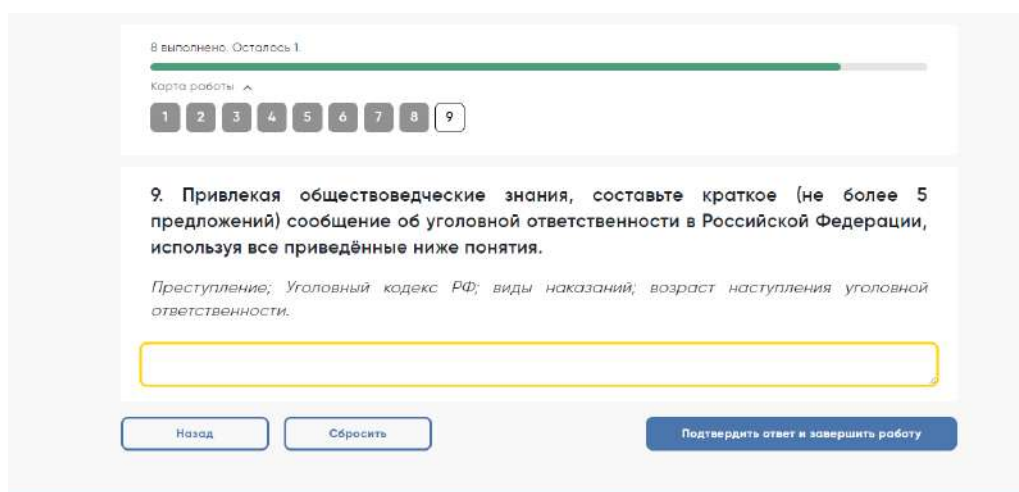 8 выполнено. Осталось 1.
Карта работы
1 2 3 4 5 6 7 8 9
9. Привлекая обществоведческие знания, составьте краткое (не более 5
предложений) сообщение об уголовной ответственности в Российской Федерации,
используя все приведённые ниже понятия.
Преступление; Уголовный кодекс РФ; виды наказаний; возраст наступления уголовной
ответственности.
Назад Сбросить Подтвердить ответ и завершить работу